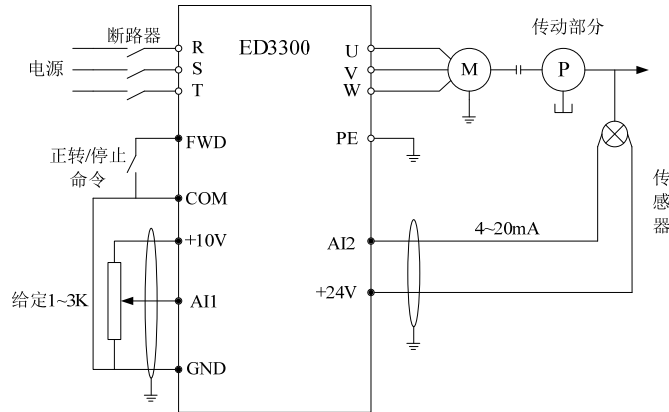 断路器
电源
R
S
T
ED3300
U
V
W
M
P
传动部分
FWD
PE
正转/停止
命令
COM
+10V
AI2
4~20mA
传感器
给定1~3K
AI1
+24V
GND